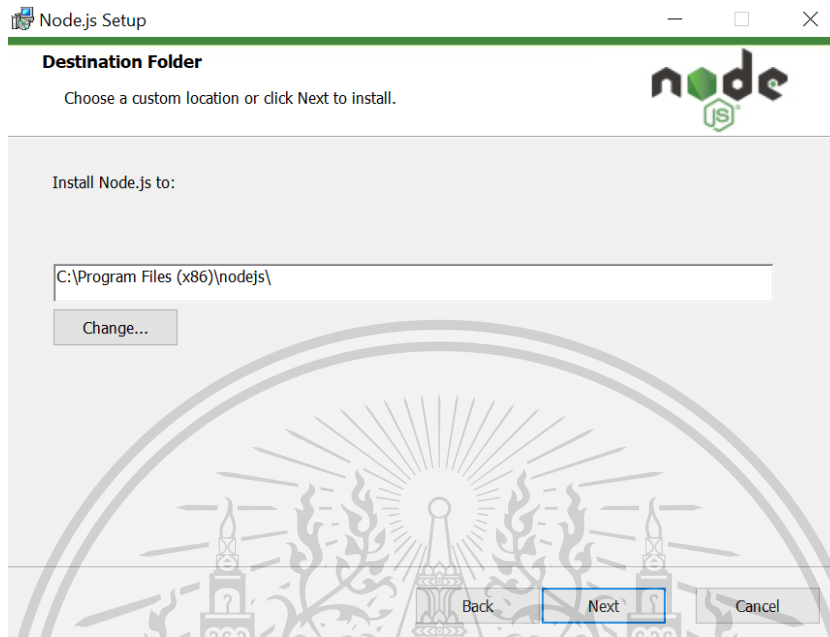 Node.js Setup
Destination Folder
Choose a custom location or click Next to install.
node
JS
Install Node.js to:
C:\Program Files (x86)\nodejs\
Change...
Back
Next
Cancel